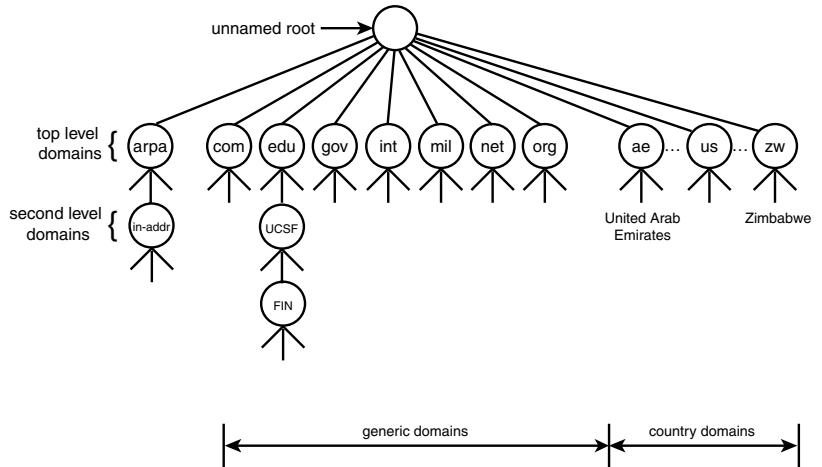 unnamed root
top level
domains {
arpa com edu gov int mil net org ae ... us ... zw
second level
domains {
in-addr UCSF
United Arab
Emirates
Zimbabwe
FIN
generic domains country domains